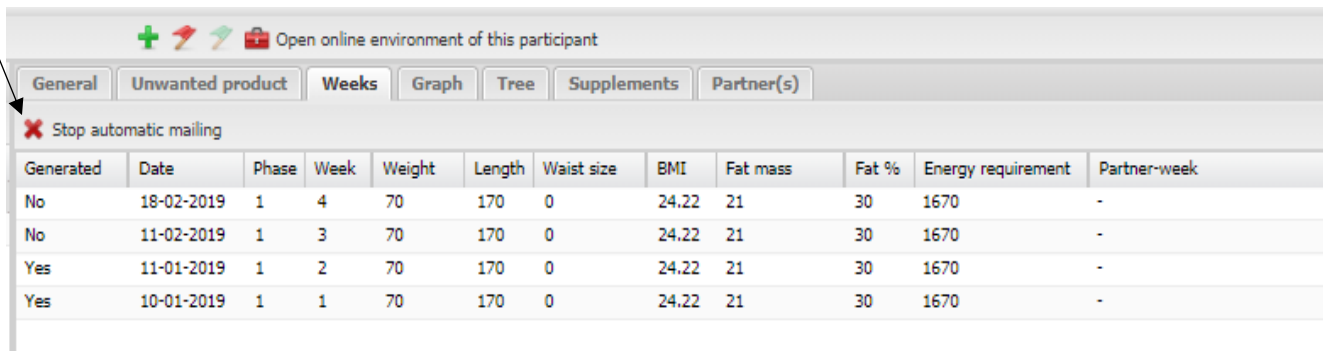 Open online environment of this participant
General Unwanted product Weeks Graph Tree Supplements Partner(s)
Stop automatic mailing
Generated Date Phase Week Weight Length Waist size BMI Fat mass Fat % Energy requirement Partner-week
No 18-02-2019 1 4 70 170 0 24.22 21 30 1670 -
No 11-02-2019 1 3 70 170 0 24.22 21 30 1670 -
Yes 11-01-2019 1 2 70 170 0 24.22 21 30 1670 -
Yes 10-01-2019 1 1 70 170 0 24.22 21 30 1670 -